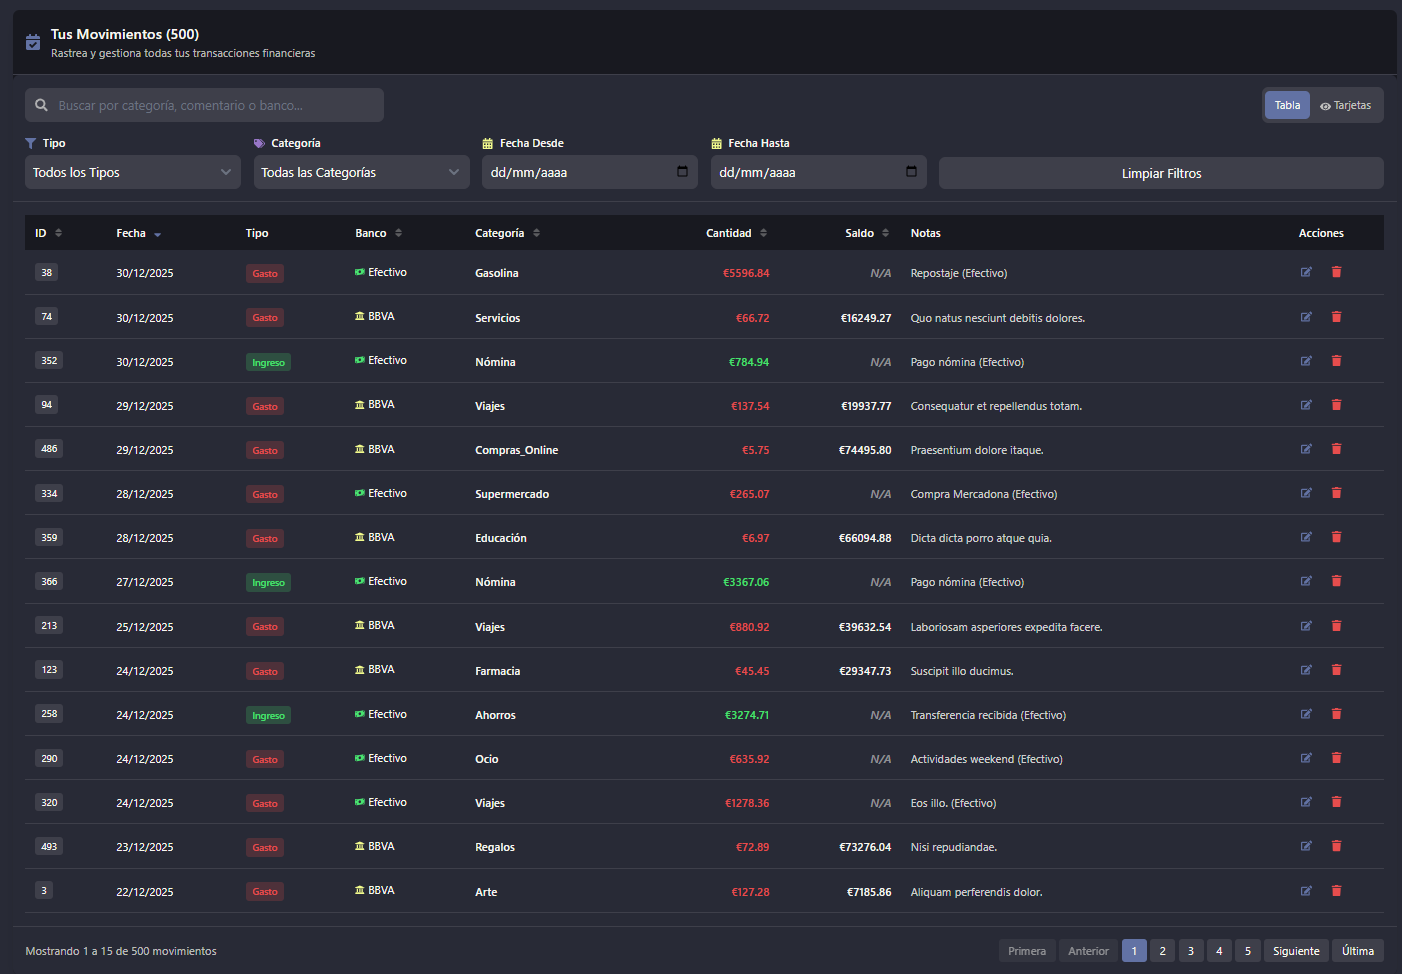 Tus Movimientos (500)
Rastrea y gestiona todas tus transacciones financieras
Buscar por categoría, comentario o banco...
Tabla Tarjetas
Tipo Categoría Fecha Desde Fecha Hasta
Todos los Tipos Todas las Categorías dd/mm/aaaa dd/mm/aaaa Limpiar Filtros
ID Fecha Tipo Banco Categoría Cantidad Saldo Notas Acciones
38 30/12/2025 Gasto Efectivo Gasolina €5596.84 N/A Repostaje (Efectivo)
74 30/12/2025 Gasto BBVA Servicios €66.72 €16249.27 Quo natus nesciunt debitis dolores.
352 30/12/2025 Ingreso Efectivo Nómina €784.94 N/A Pago nómina (Efectivo)
94 29/12/2025 Gasto BBVA Viajes €137.54 €19937.77 Consequatur et repellendus totam.
486 29/12/2025 Gasto BBVA Compras_Online €5.75 €74495.80 Praesentium dolore itaque.
334 28/12/2025 Gasto Efectivo Supermercado €265.07 N/A Compra Mercadona (Efectivo)
359 28/12/2025 Gasto BBVA Educación €6.97 €66094.88 Dicta dicta porro atque quia.
366 27/12/2025 Ingreso Efectivo Nómina €3367.06 N/A Pago nómina (Efectivo)
213 25/12/2025 Gasto BBVA Viajes €880.92 €39632.54 Laboriosam asperiores expedita facere.
123 24/12/2025 Gasto BBVA Farmacia €45.45 €29347.73 Suscipit illo ducimus.
258 24/12/2025 Ingreso Efectivo Ahorros €3274.71 N/A Transferencia recibida (Efectivo)
290 24/12/2025 Gasto Efectivo Ocio €635.92 N/A Actividades weekend (Efectivo)
320 24/12/2025 Gasto Efectivo Viajes €1278.36 N/A Eos illo. (Efectivo)
493 23/12/2025 Gasto BBVA Regalos €72.89 €73276.04 Nisi repudiandae.
3 22/12/2025 Gasto BBVA Arte €127.28 €7185.86 Aliquam perferendis dolor.
Mostrando 1 a 15 de 500 movimientos Primera Anterior 1 2 3 4 5 Siguiente Última